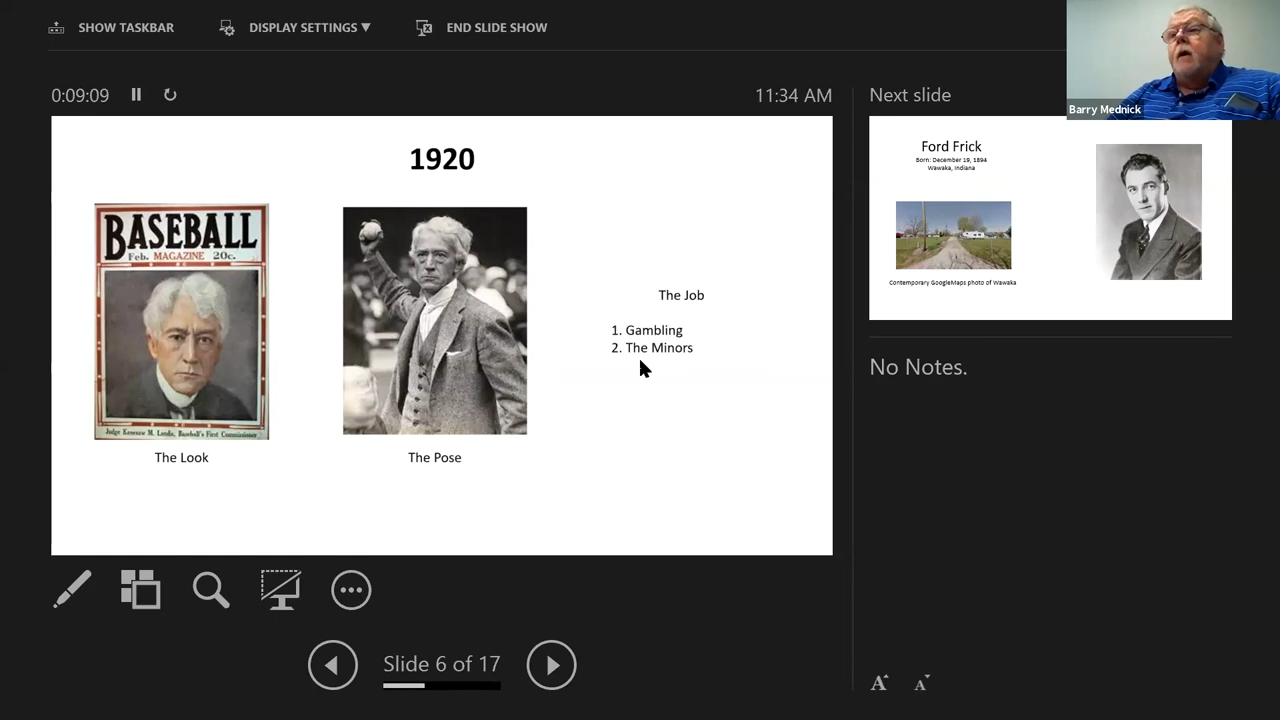 SHOW TASKBAR
DISPLAY SETTINGS ▼
END SLIDE SHOW
Barry Mednick
0:09:09
11:34 AM
Next slide
1920
BASEBALL
Feb. MAGAZINE 20c.
Judge Kenesaw M. Landis, Baseball's First Commissioner
The Look
The Pose
The Job
1. Gambling
2. The Minors
Ford Frick
Born: December 19, 1894
Wawaka, Indiana
Contemporary GoogleMaps photo of Wawaka
No Notes.
Slide 6 of 17
A
A